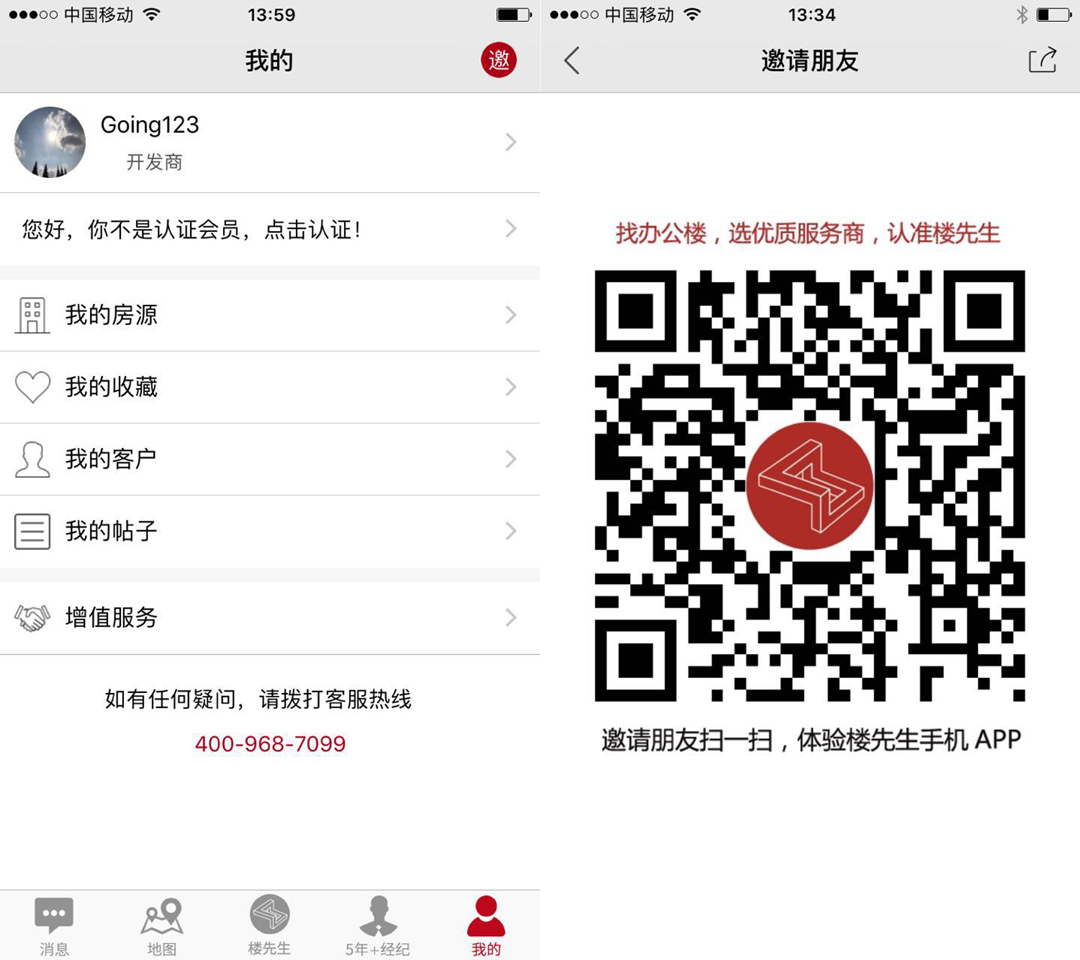 中国移动 13:59
我的 邀
Going123
开发商
您好，你不是认证会员，点击认证！
我的房源
我的收藏
我的客户
我的帖子
增值服务
如有任何疑问，请拨打客服热线
400-968-7099
消息 地图 楼先生 5年+经纪 我的
中国移动 13:34
邀请朋友
找办公楼，选优质服务商，认准楼先生
邀请朋友扫一扫，体验楼先生手机 APP